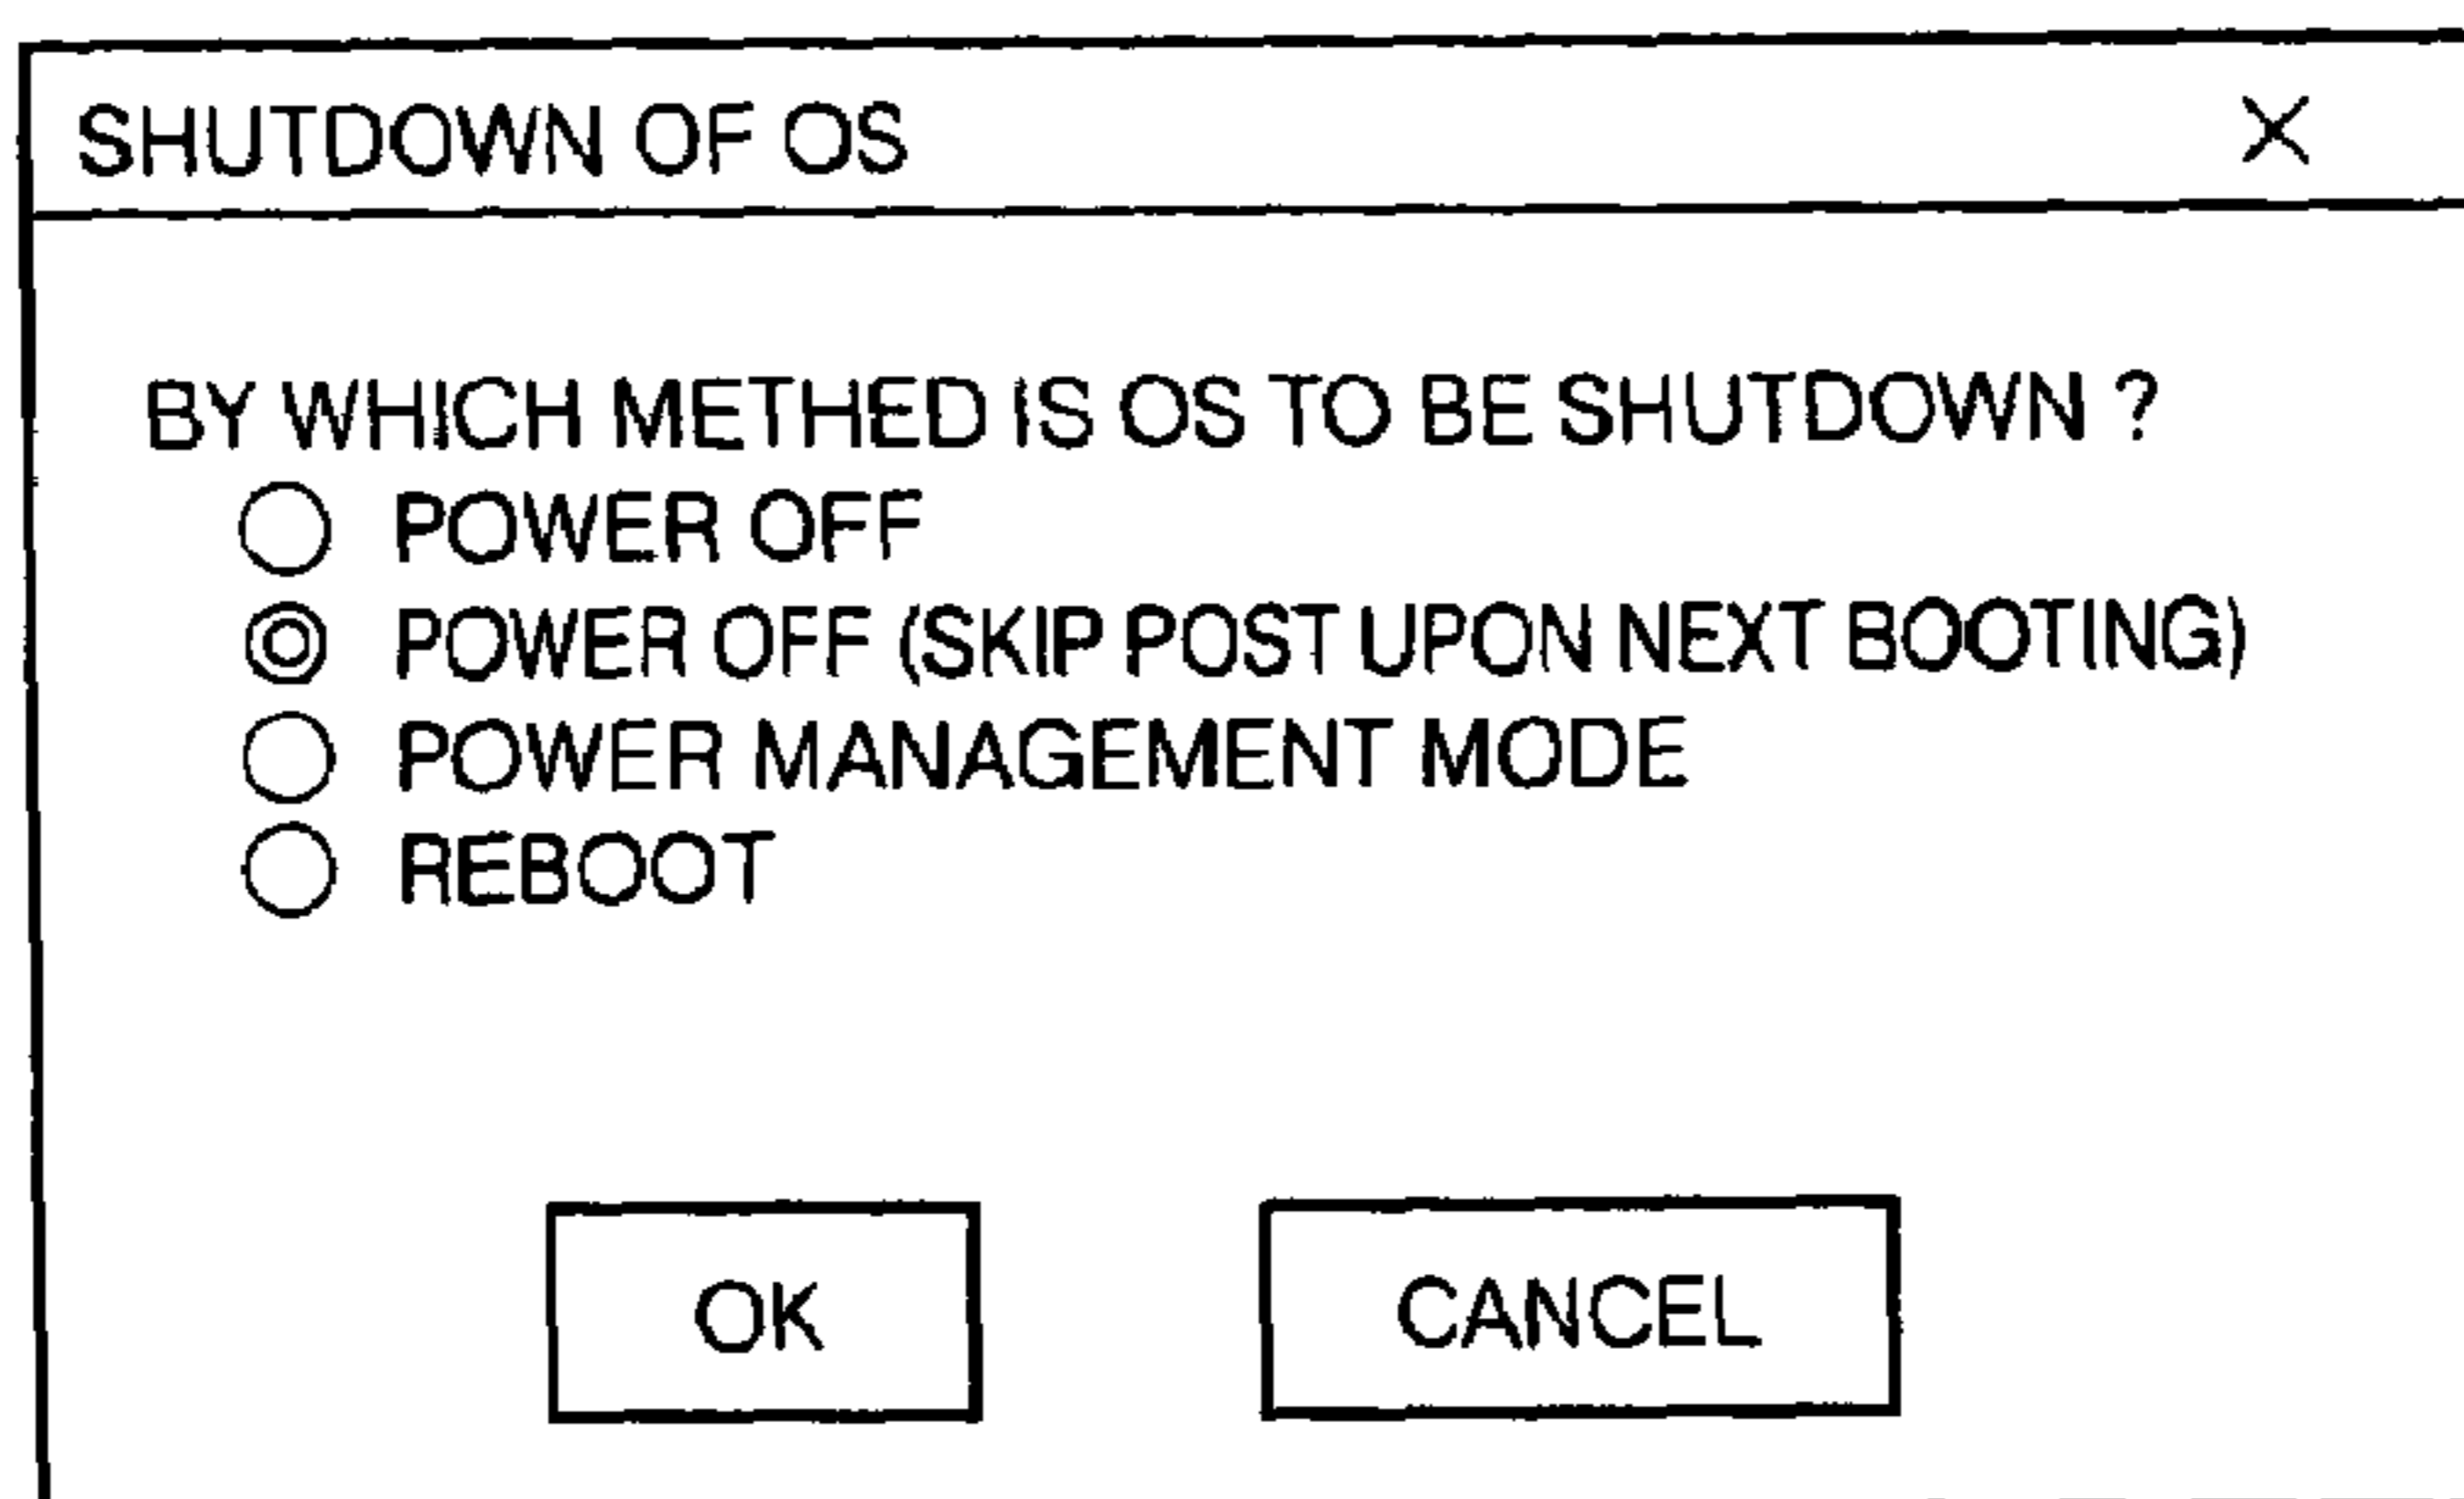 SHUTDOWN OF OS X
BY WHICH METHED IS OS TO BE SHUTDOWN ?
POWER OFF
POWER OFF (SKIP POST UPON NEXT BOOTING)
POWER MANAGEMENT MODE
REBOOT
OK CANCEL